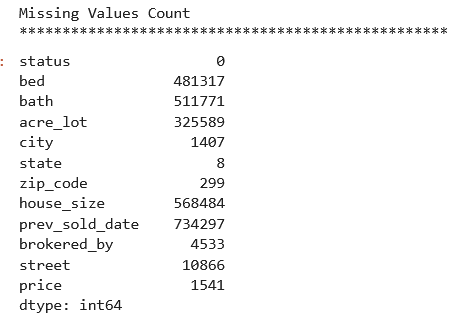 Missing Values Count
**************************************************
: status 0
bed 481317
bath 511771
acre_lot 325589
city 1407
state 8
zip_code 299
house_size 568484
prev_sold_date 734297
brokered_by 4533
street 10866
price 1541
dtype: int64